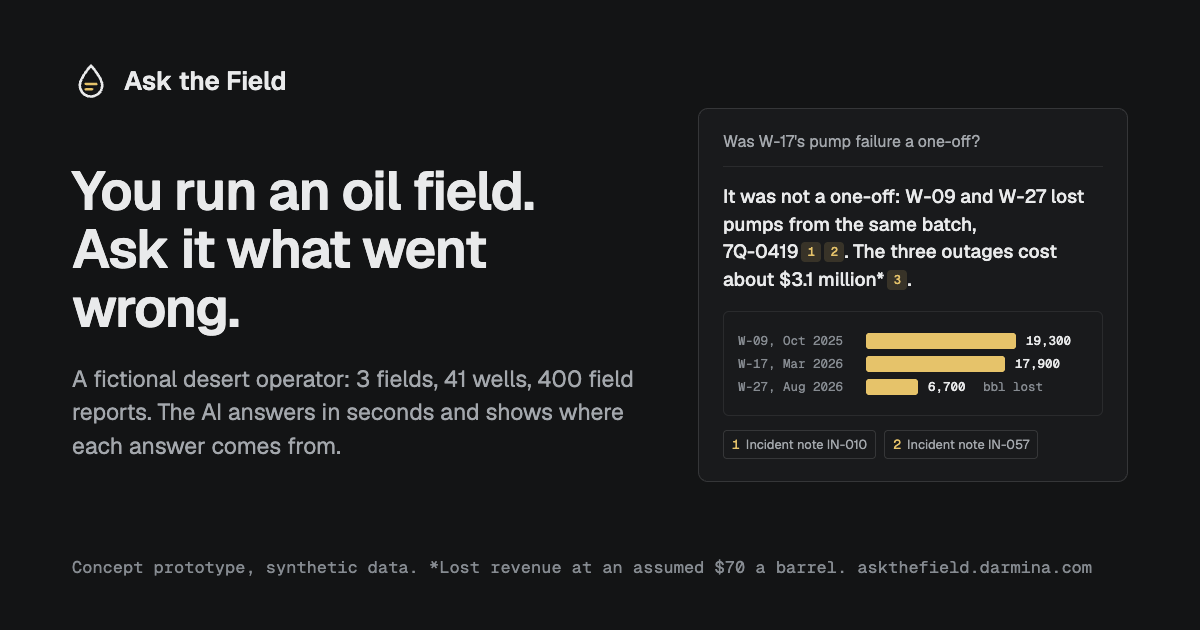 Ask the Field
You run an oil field.
Ask it what went
wrong.
A fictional desert operator: 3 fields, 41 wells, 400 field
reports. The AI answers in seconds and shows where
each answer comes from.
Was W-17's pump failure a one-off?
It was not a one-off: W-09 and W-27 lost
pumps from the same batch,
7Q-0419 1 2. The three outages cost
about $3.1 million* 3.
W-09, Oct 2025 19,300
W-17, Mar 2026 17,900
W-27, Aug 2026 6,700 bbl lost
1 Incident note IN-010 2 Incident note IN-057
Concept prototype, synthetic data. *Lost revenue at an assumed $70 a barrel. askthefield.darmina.com